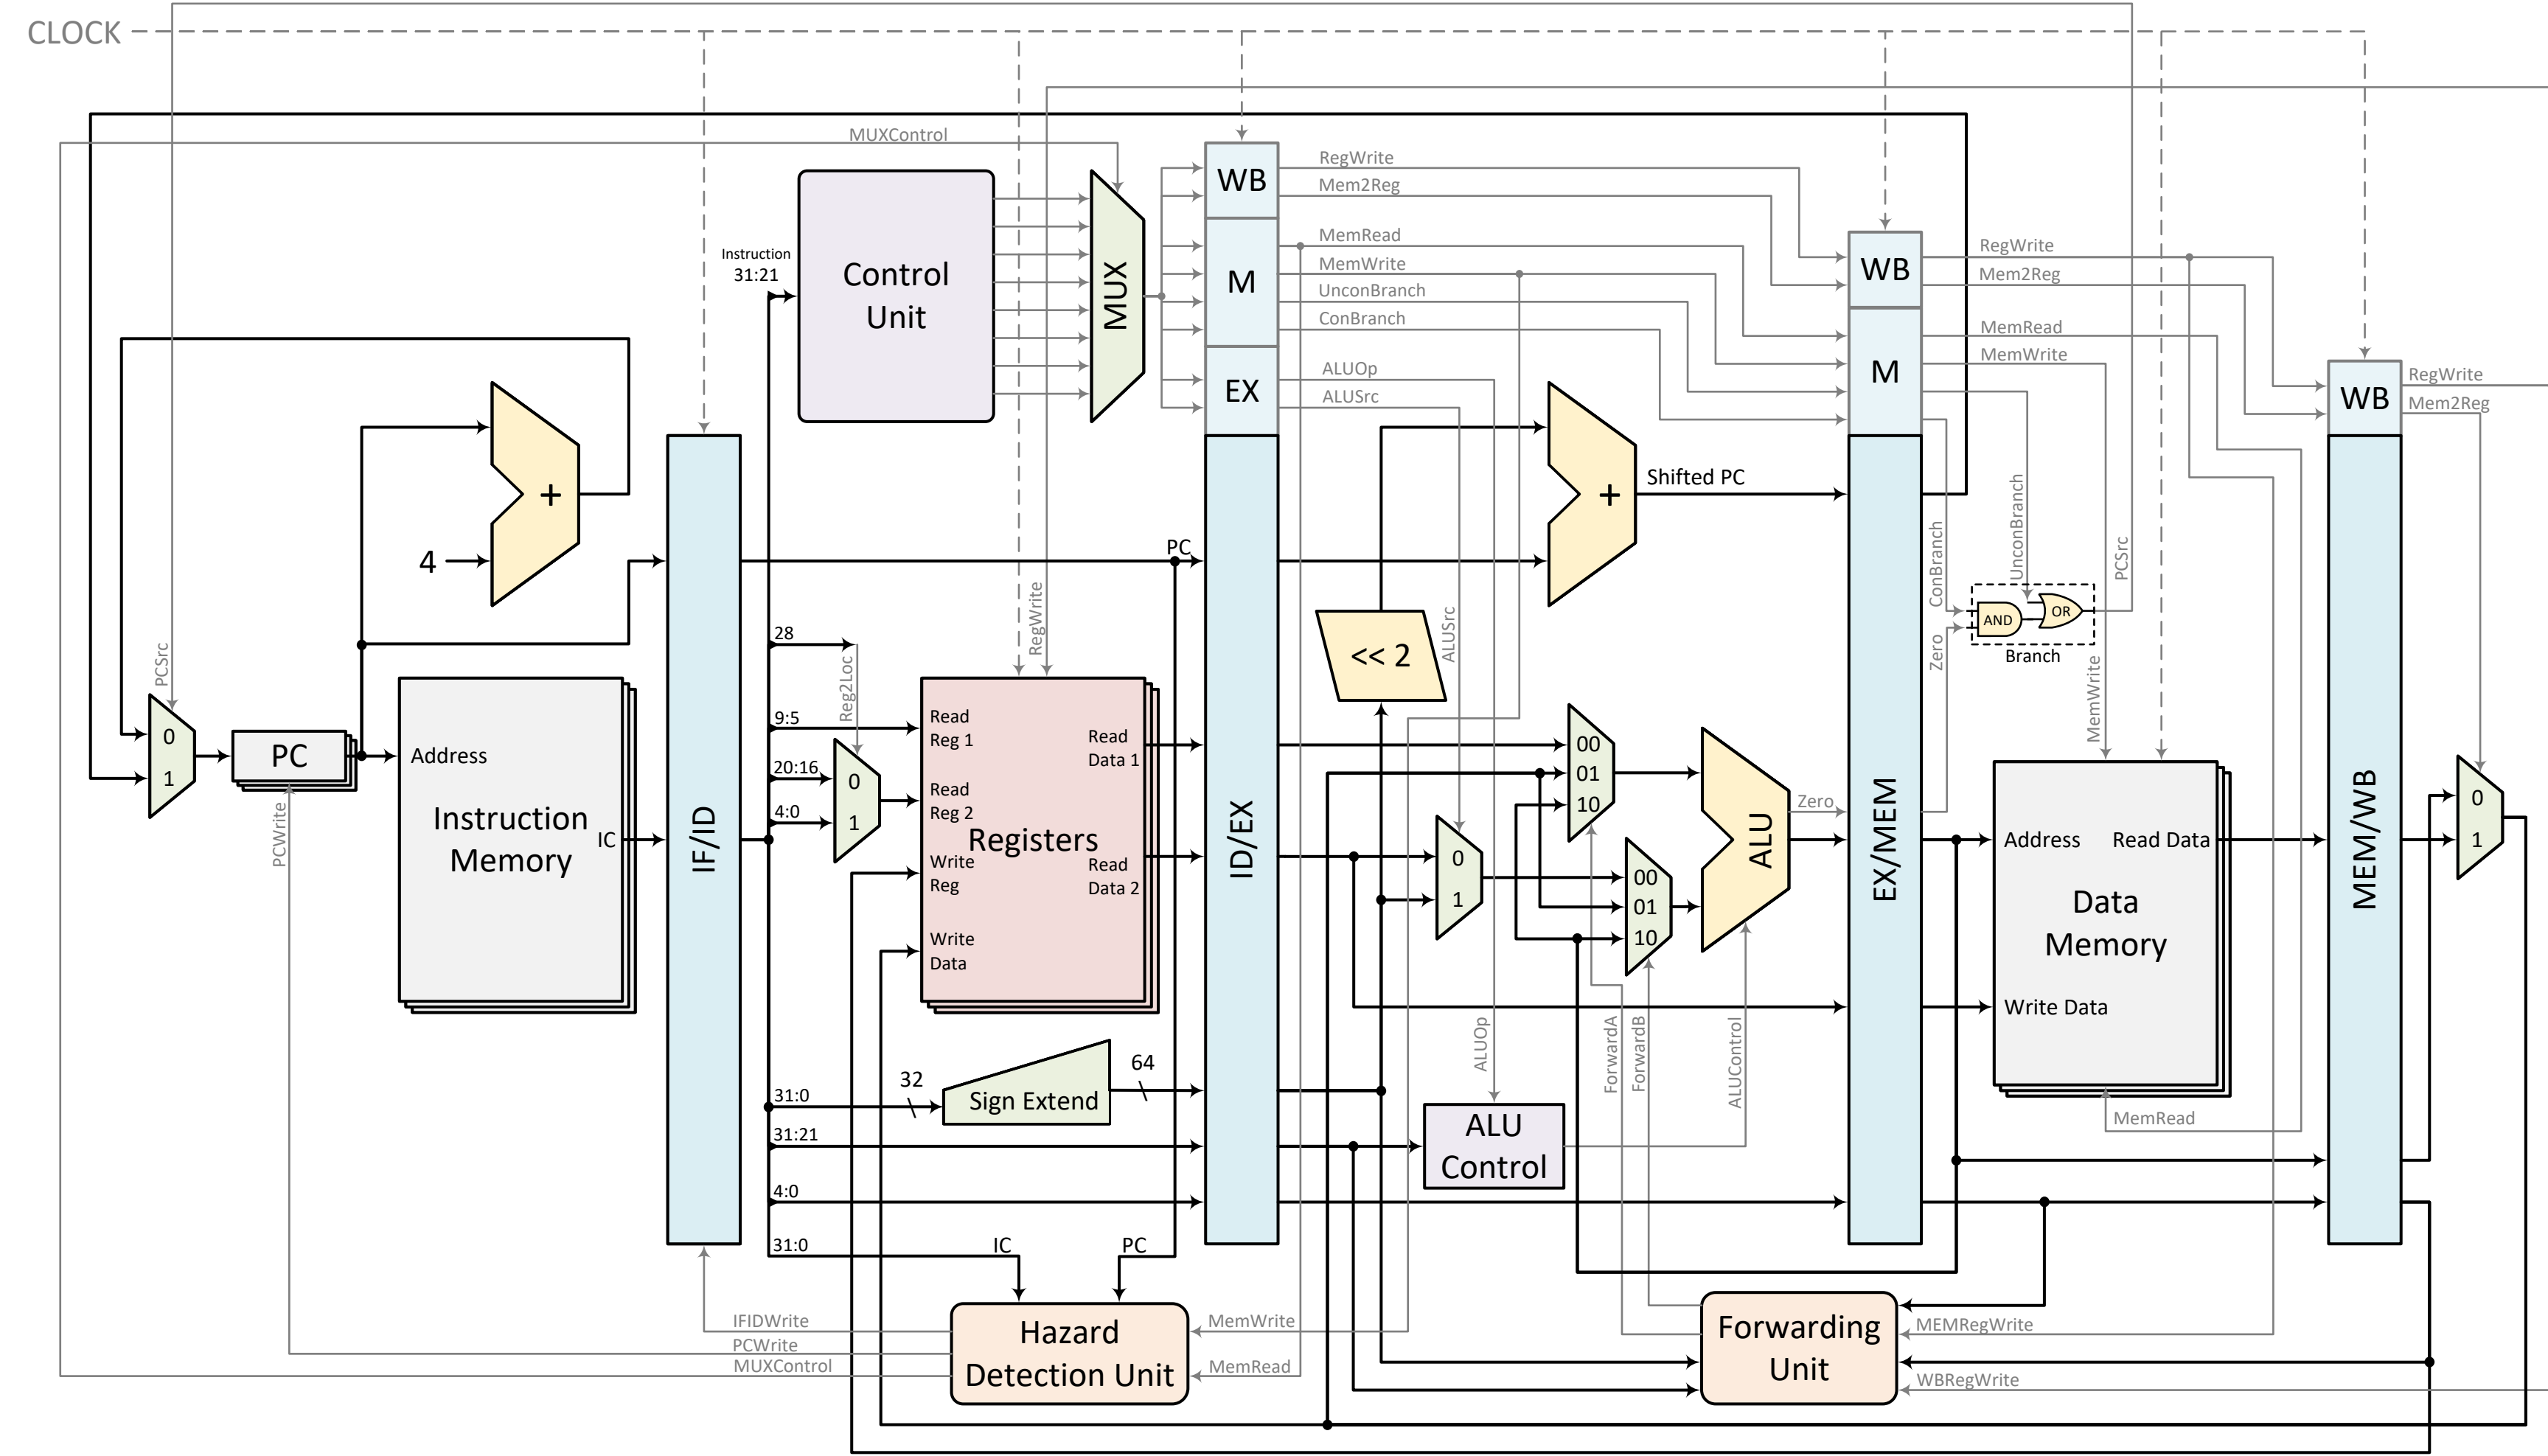 CLOCK
MUXControl
Instruction
31:21
Control
Unit
MUX
WB
M
EX
RegWrite
Mem2Reg
MemRead
MemWrite
UnconBranch
ConBranch
ALUOp
ALUSrc
WB
M
RegWrite
Mem2Reg
MemRead
MemWrite
WB
RegWrite
Mem2Reg
+
4
PCSrc
0
1
PC
PCWrite
Address
Instruction
Memory
IC
IF/ID
PC
28
Reg2Loc
RegWrite
9:5
20:16
4:0
0
1
Read
Reg 1
Read
Reg 2
Write
Reg
Write
Data
Registers
Read
Data 1
Read
Data 2
32
Sign Extend
64
31:0
31:21
4:0
31:0
IC
PC
ID/EX
<< 2
ALUSrc
+
Shifted PC
0
1
00
01
10
00
01
10
ALU
Zero
ALUOp
ForwardA
ForwardB
ALUControl
ALU
Control
EX/MEM
ConBranch
Zero
UnconBranch
AND
OR
Branch
PCSrc
MemWrite
Address
Read Data
Data
Memory
Write Data
MemRead
MEM/WB
0
1
IFIDWrite
PCWrite
MUXControl
Hazard
Detection Unit
MemWrite
MemRead
Forwarding
Unit
MEMRegWrite
WBRegWrite